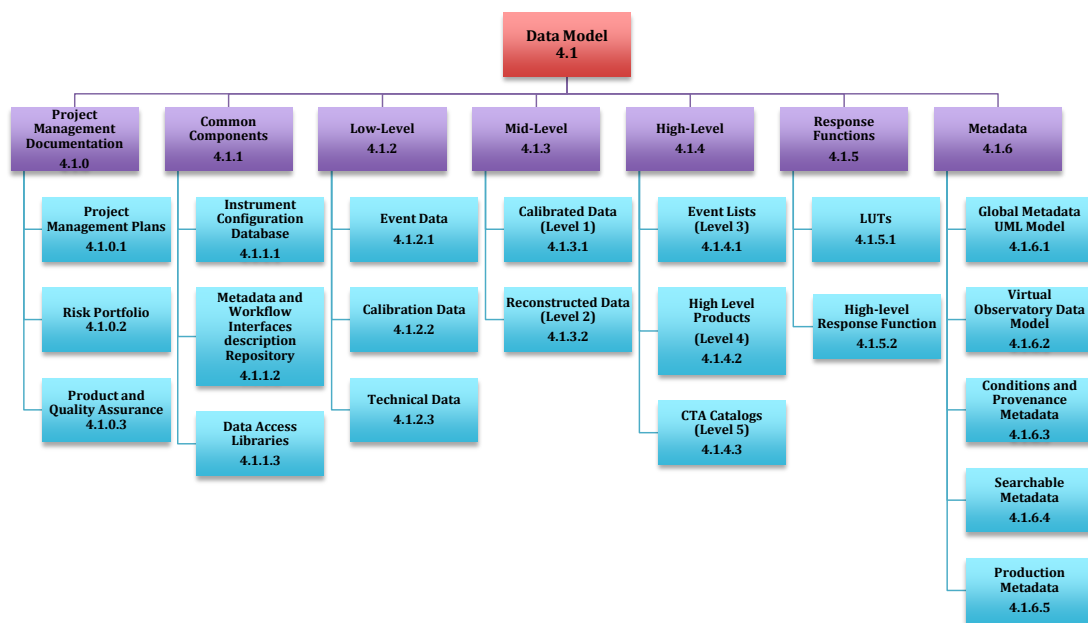 Data Model
4.1
Project
Management
Documentation
4.1.0
Common
Components
4.1.1
Low-Level
4.1.2
Mid-Level
4.1.3
High-Level
4.1.4
Response
Functions
4.1.5
Metadata
4.1.6
Project
Management Plans
4.1.0.1
Risk Portfolio
4.1.0.2
Product and
Quality Assurance
4.1.0.3
Instrument
Configuration
Database
4.1.1.1
Metadata and
Workflow
Interfaces
description
Repository
4.1.1.2
Data Access
Libraries
4.1.1.3
Event Data
4.1.2.1
Calibration Data
4.1.2.2
Technical Data
4.1.2.3
Calibrated Data
(Level 1)
4.1.3.1
Reconstructed Data
(Level 2)
4.1.3.2
Event Lists
(Level 3)
4.1.4.1
High Level
Products
(Level 4)
4.1.4.2
CTA Catalogs
(Level 5)
4.1.4.3
LUTs
4.1.5.1
High-level
Response Function
4.1.5.2
Global Metadata
UML Model
4.1.6.1
Virtual
Observatory Data
Model
4.1.6.2
Conditions and
Provenance
Metadata
4.1.6.3
Searchable
Metadata
4.1.6.4
Production
Metadata
4.1.6.5